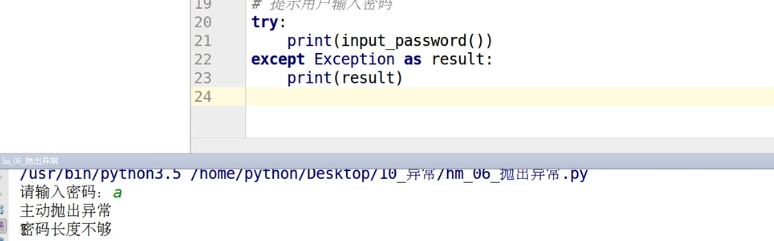 19 # 提示用户输入密码
20 try:
21     print(input_password())
22 except Exception as result:
23     print(result)
24
hm_06_抛出异常
/usr/bin/python3.5 /home/python/Desktop/10_异常/hm_06_抛出异常.py
请输入密码：a
主动抛出异常
密码长度不够